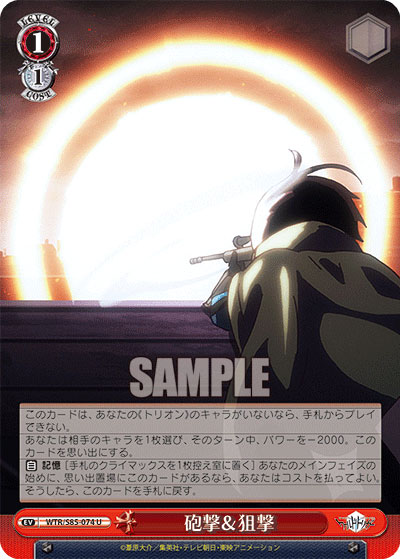 LEVEL
1
1
COST
SAMPLE
このカードは、あなたの《トリオン》のキャラがいないなら、手札からプレイ
できない。
あなたは相手のキャラを1枚選び、そのターン中、パワーを−2000。このカ
ードを思い出にする。
記憶 ［手札のクライマックスを1枚控え室に置く］ あなたのメインフェイズの
始めに、思い出置場にこのカードがあるなら、あなたはコストを払ってよい。
そうしたら、このカードを手札に戻す。
EV WTR/S85-074 U 砲撃&狙撃
©葦原大介／集英社・テレビ朝日・東映アニメーション